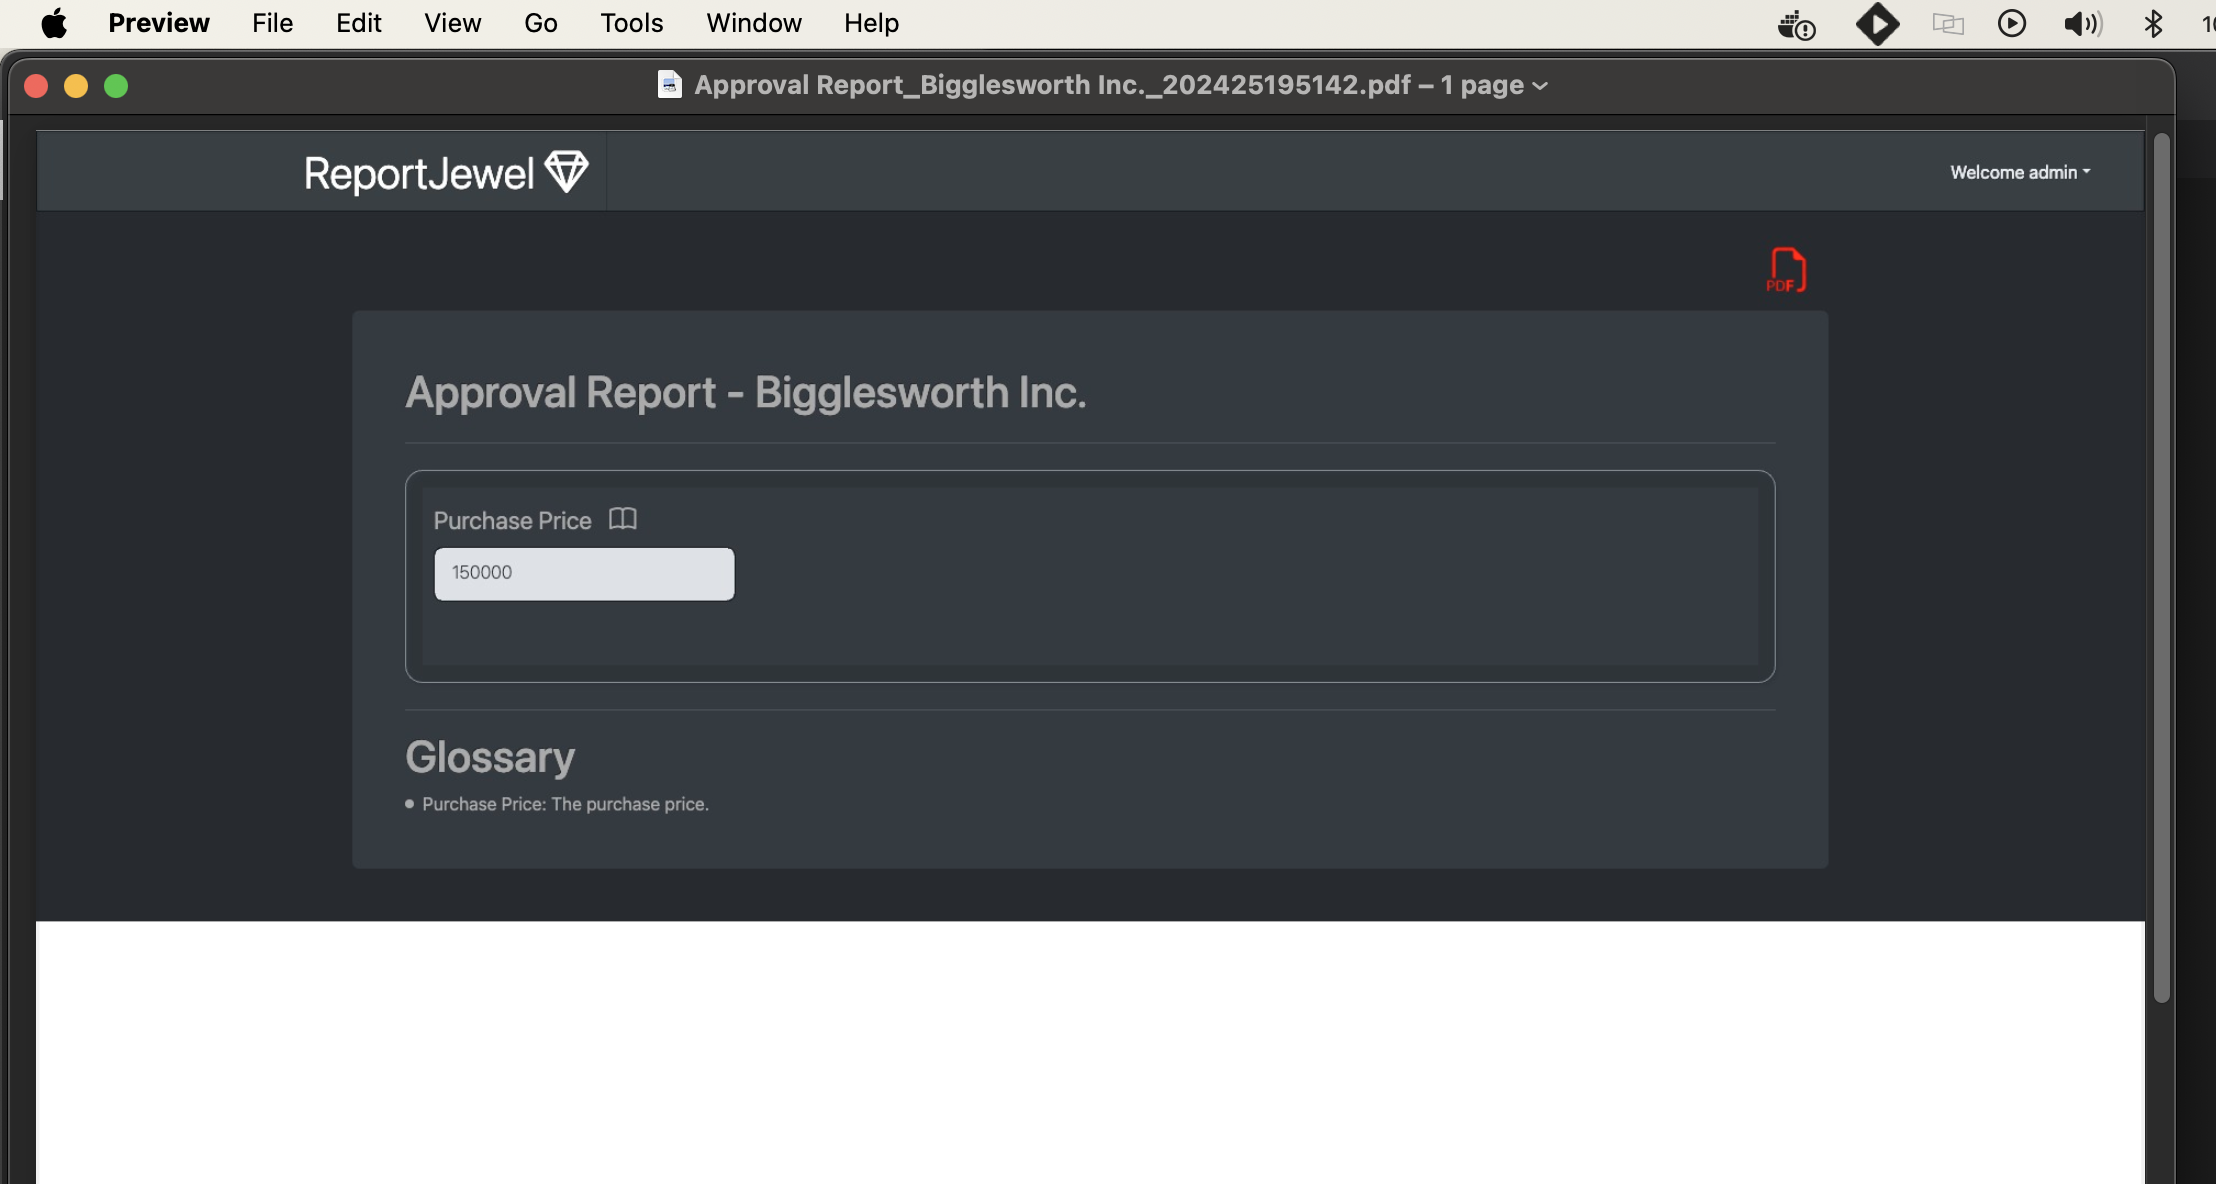 Preview File Edit View Go Tools Window Help
Approval Report_Bigglesworth Inc._202425195142.pdf – 1 page
ReportJewel
Welcome admin
PDF
Approval Report - Bigglesworth Inc.
Purchase Price
150000
Glossary
• Purchase Price: The purchase price.